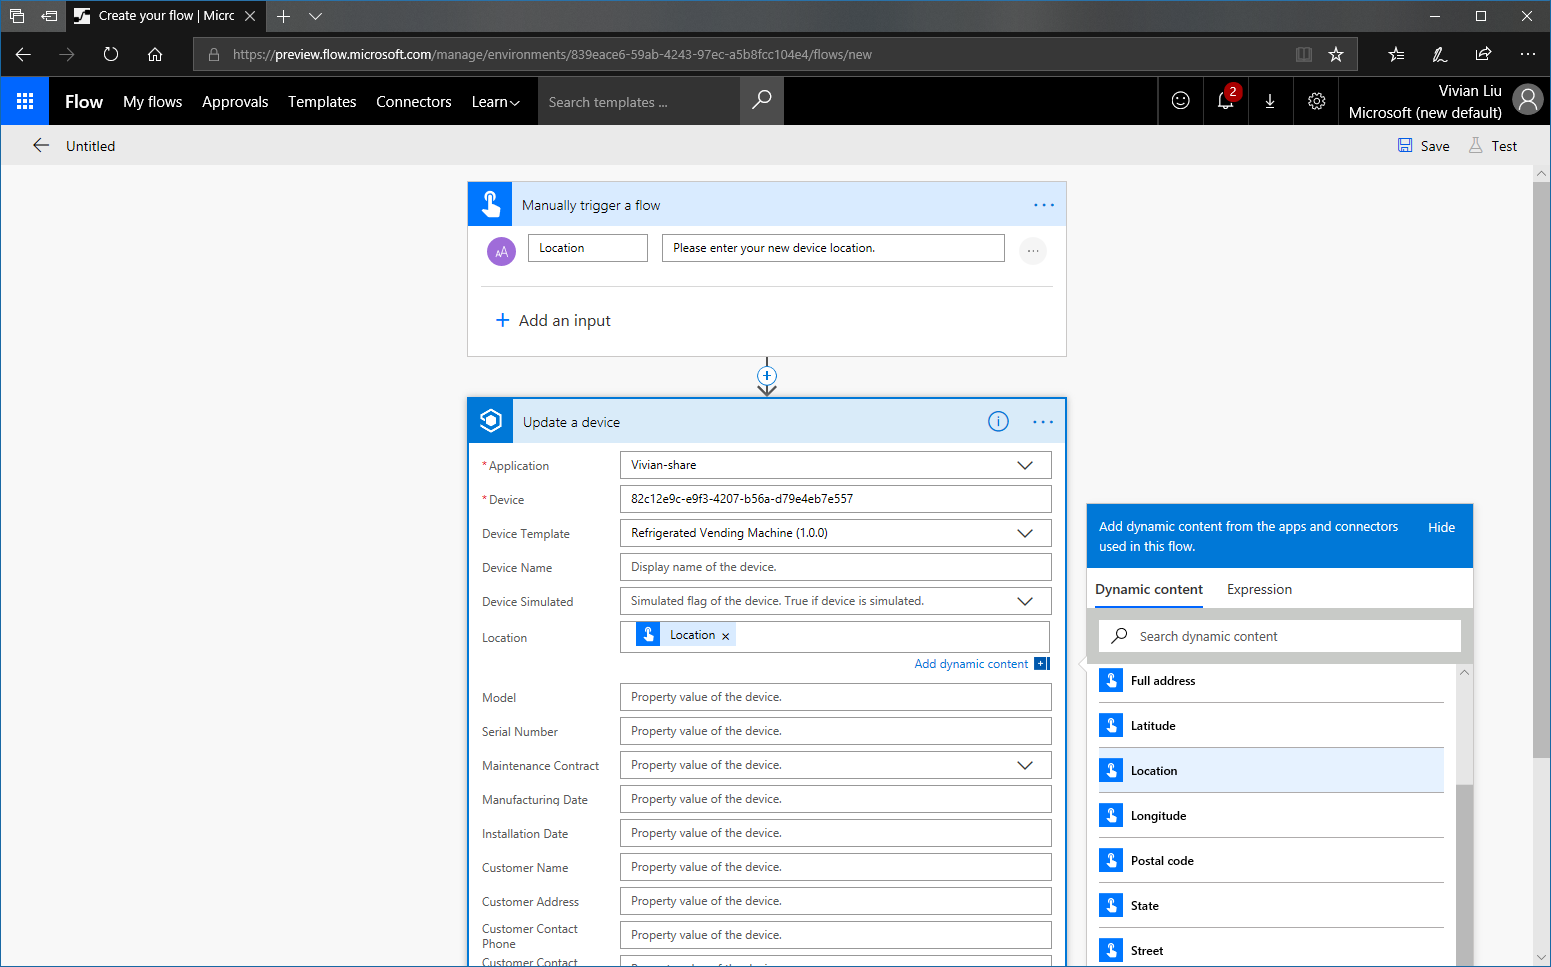 Create your flow | Micrc
https://preview.flow.microsoft.com/manage/environments/839eace6-59ab-4243-97ec-a5b8fcc104e4/flows/new
Flow My flows Approvals Templates Connectors Learn Search templates ... 2 Vivian Liu
Microsoft (new default)
Untitled Save Test
Manually trigger a flow
AA Location Please enter your new device location.
Add an input
Update a device
* Application Vivian-share
* Device 82c12e9c-e9f3-4207-b56a-d79e4eb7e557
Device Template Refrigerated Vending Machine (1.0.0)
Device Name Display name of the device.
Device Simulated Simulated flag of the device. True if device is simulated.
Location Location x
Add dynamic content
Model Property value of the device.
Serial Number Property value of the device.
Maintenance Contract Property value of the device.
Manufacturing Date Property value of the device.
Installation Date Property value of the device.
Customer Name Property value of the device.
Customer Address Property value of the device.
Customer Contact
Phone Property value of the device.
Customer Contact
Add dynamic content from the apps and connectors
used in this flow. Hide
Dynamic content Expression
Search dynamic content
Full address
Latitude
Location
Longitude
Postal code
State
Street